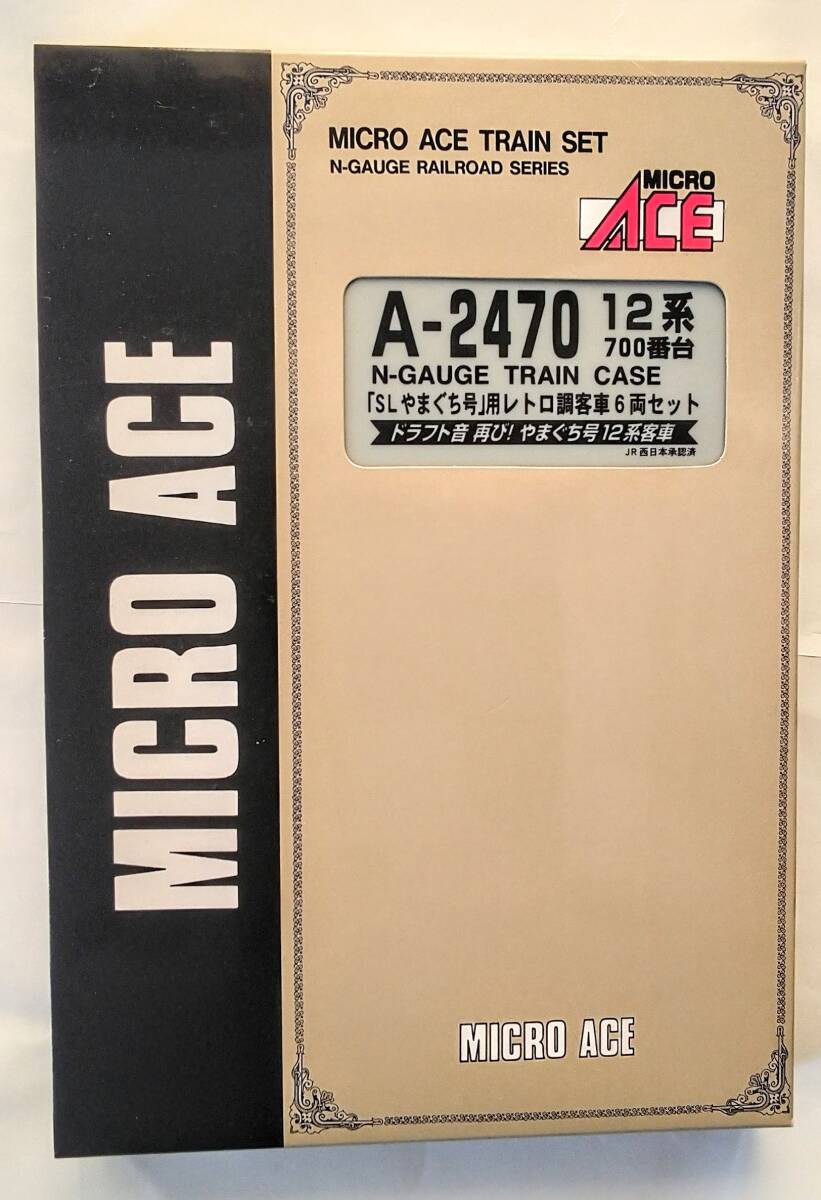 MICRO ACE
MICRO ACE TRAIN SET
N-GAUGE RAILROAD SERIES
MICRO
ACE
A-2470 12系
700番台
N-GAUGE TRAIN CASE
「SLやまぐち号」用レトロ調客車6両セット
ドラフト音 再び! やまぐち号12系客車
JR西日本承認済
MICRO ACE